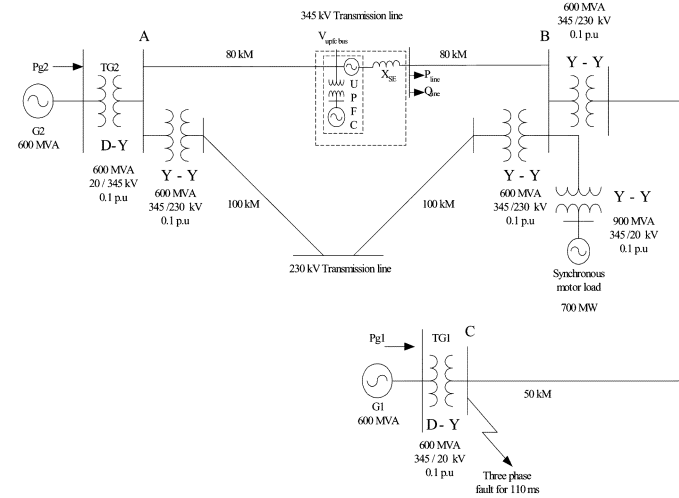 345 kV Transmission line
600 MVA
345 /230 kV
0.1 p.u
A
V upfc bus
B
Y - Y
Pg2
TG2
80 kM
80 kM
X SE
P line
Q line
U
P
F
C
G2
600 MVA
D-Y
600 MVA
20 / 345 kV
0.1 p.u
Y - Y
600 MVA
345 /230 kV
0.1 p.u
Y - Y
600 MVA
345 /230 kV
0.1 p.u
Y - Y
900 MVA
345 /20 kV
0.1 p.u
100 kM
100 kM
230 kV Transmission line
Synchronous
motor load
700 MW
Pg1
TG1
C
G1
600 MVA
50 kM
D- Y
600 MVA
345 / 20 kV
0.1 p.u
Three phase
fault for 110 ms